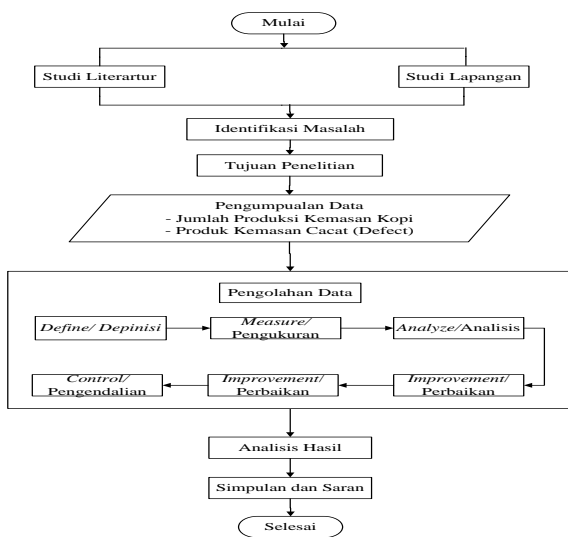 Mulai
Studi Literartur
Studi Lapangan
Identifikasi Masalah
Tujuan Penelitian
Pengumpualan Data
- Jumlah Produksi Kemasan Kopi
- Produk Kemasan Cacat (Defect)
Pengolahan Data
Define/ Depinisi
Measure/
Pengukuran
Analyze/Analisis
Control/
Pengendalian
Improvement/
Perbaikan
Improvement/
Perbaikan
Analisis Hasil
Simpulan dan Saran
Selesai